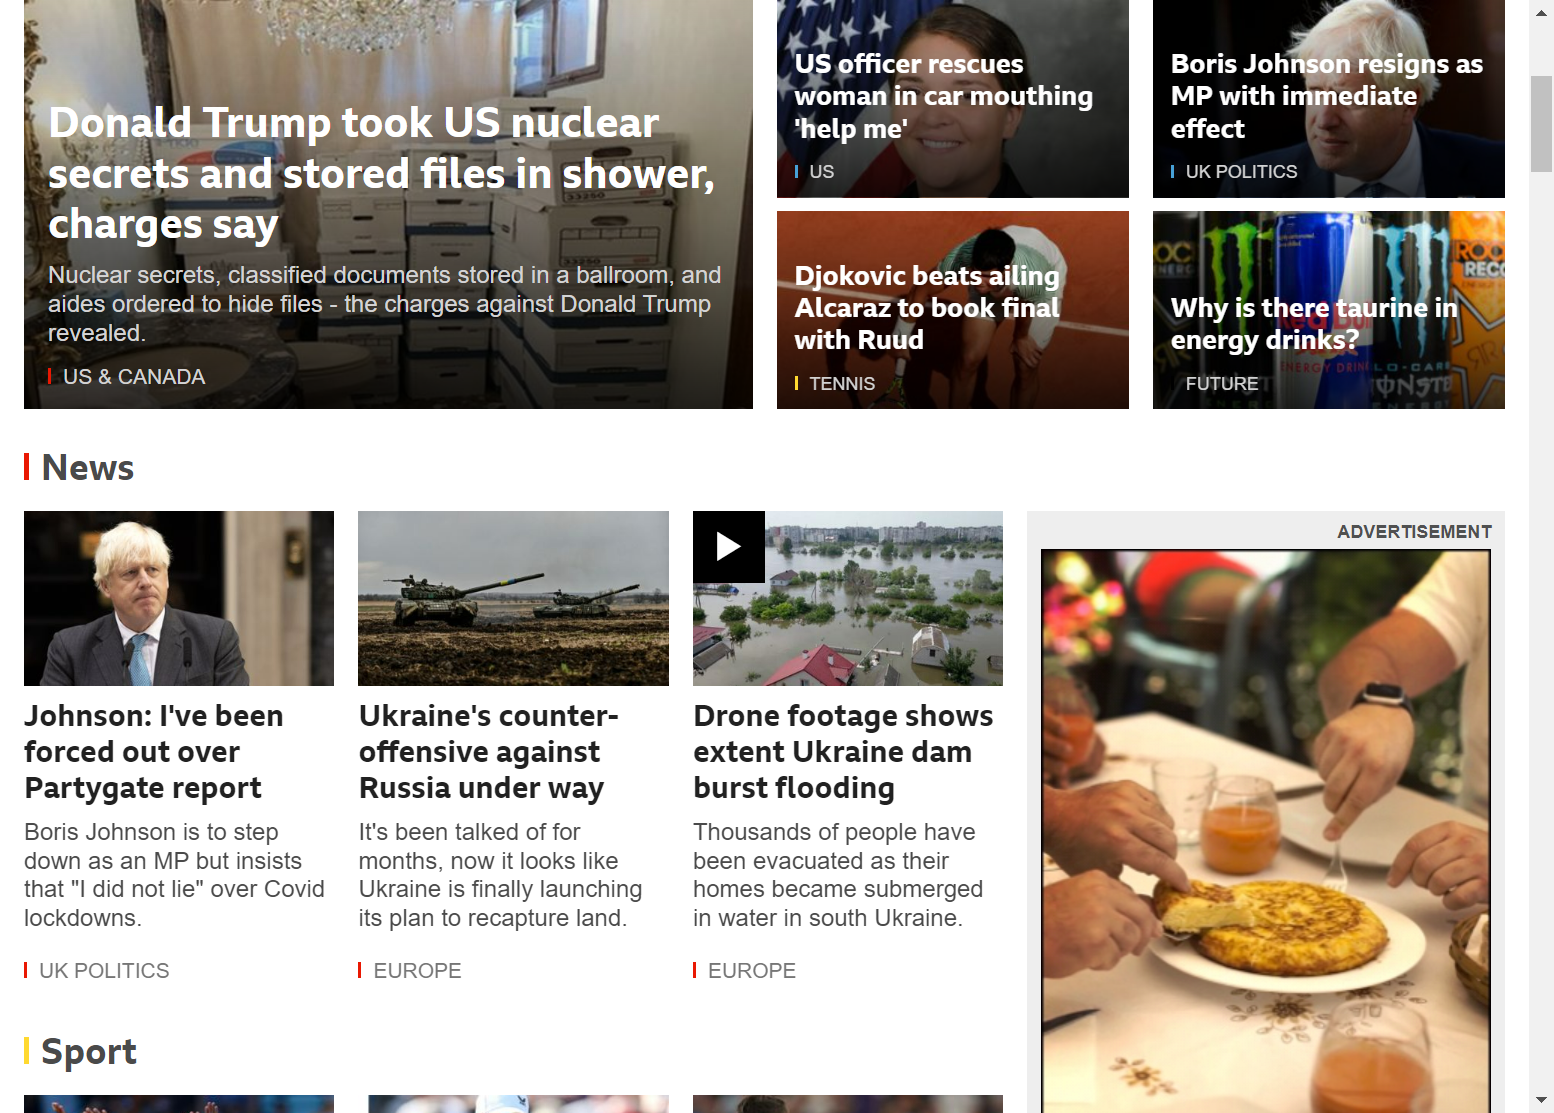 Donald Trump took US nuclear
secrets and stored files in shower,
charges say
Nuclear secrets, classified documents stored in a ballroom, and
aides ordered to hide files - the charges against Donald Trump
revealed.
US & CANADA
US officer rescues
woman in car mouthing
'help me'
US
Boris Johnson resigns as
MP with immediate
effect
UK POLITICS
Djokovic beats ailing
Alcaraz to book final
with Ruud
TENNIS
Why is there taurine in
energy drinks?
FUTURE
Red Bull
ENERGY DRINK
LO-CARB
ROCK
RECO
News
Johnson: I've been
forced out over
Partygate report
Boris Johnson is to step
down as an MP but insists
that "I did not lie" over Covid
lockdowns.
UK POLITICS
Ukraine's counter-
offensive against
Russia under way
It's been talked of for
months, now it looks like
Ukraine is finally launching
its plan to recapture land.
EUROPE
Drone footage shows
extent Ukraine dam
burst flooding
Thousands of people have
been evacuated as their
homes became submerged
in water in south Ukraine.
EUROPE
ADVERTISEMENT
Sport